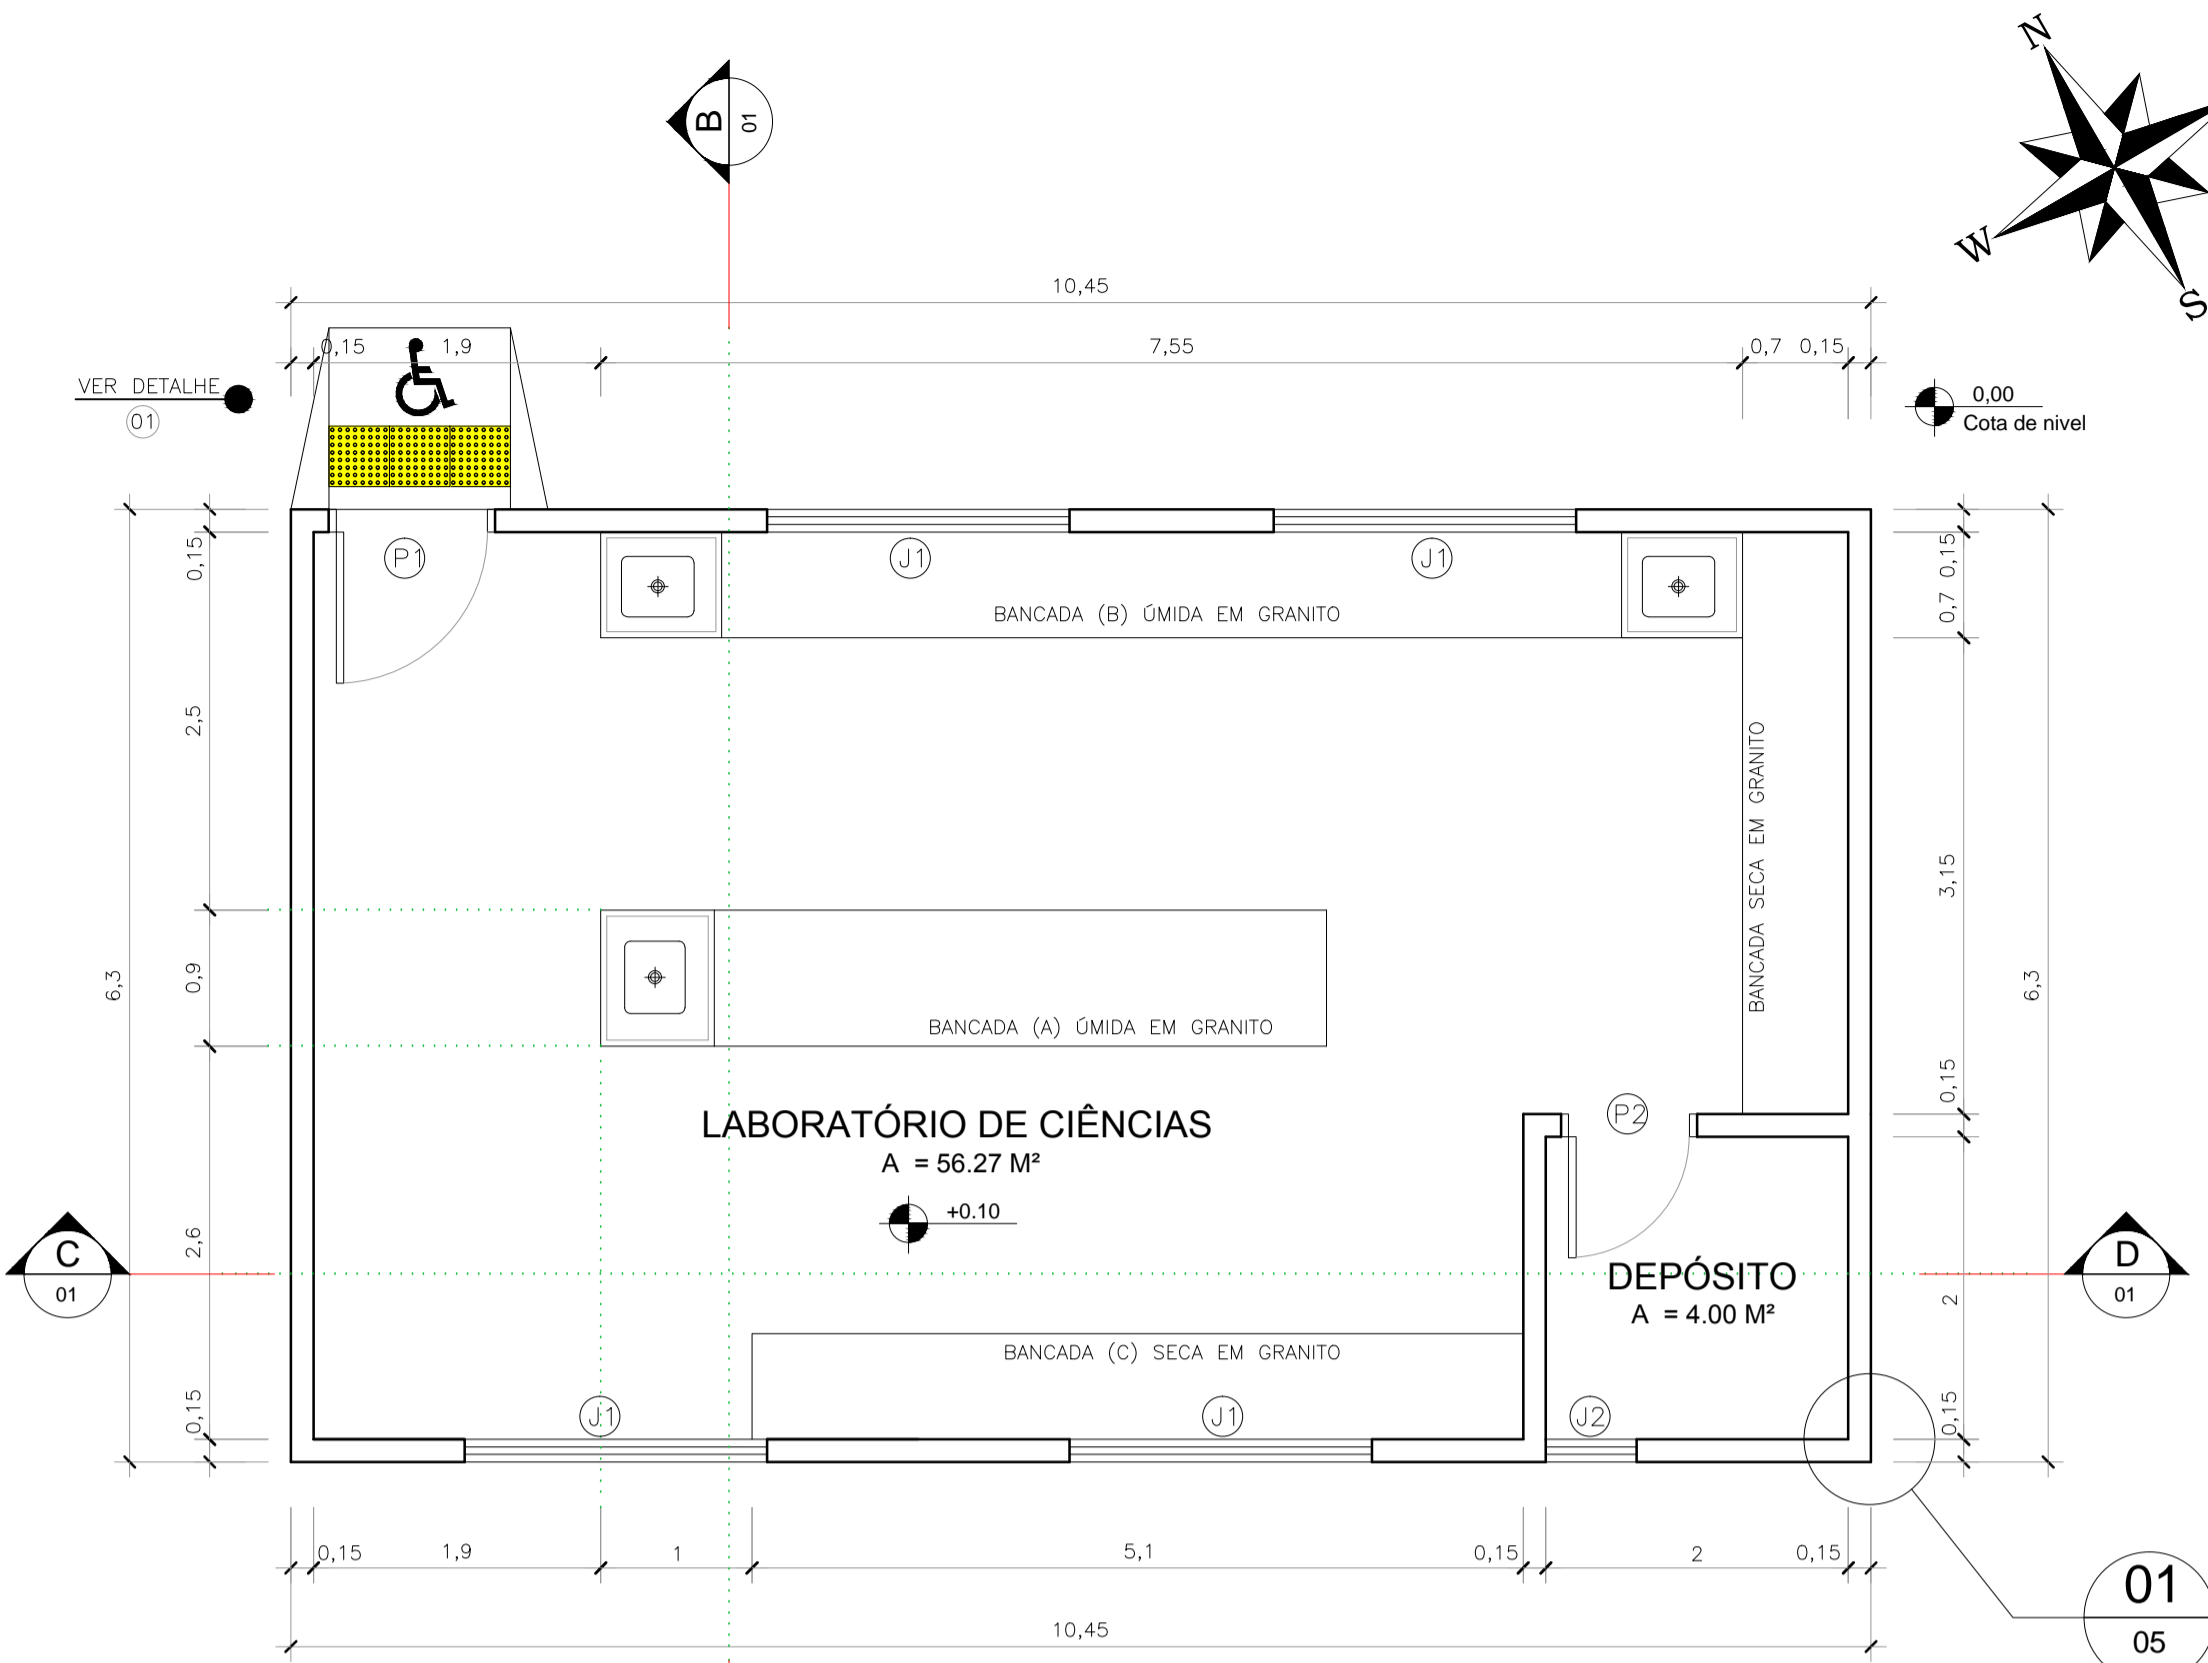 N
W
S
B
01
10,45
0,15
1,9
7,55
0,7
0,15
VER DETALHE
01
0,00
Cota de nivel
P1
J1
J1
BANCADA (B) ÚMIDA EM GRANITO
0,15
2,5
0,9
6,3
2,6
0,15
0,15
0,7
3,15
0,15
6,3
2
0,15
BANCADA SECA EM GRANITO
BANCADA (A) ÚMIDA EM GRANITO
P2
LABORATÓRIO DE CIÊNCIAS
A = 56.27 M²
+0.10
C
01
D
01
DEPÓSITO
A = 4.00 M²
BANCADA (C) SECA EM GRANITO
J1
J1
J2
0,15
1,9
1
5,1
0,15
2
0,15
10,45
01
05